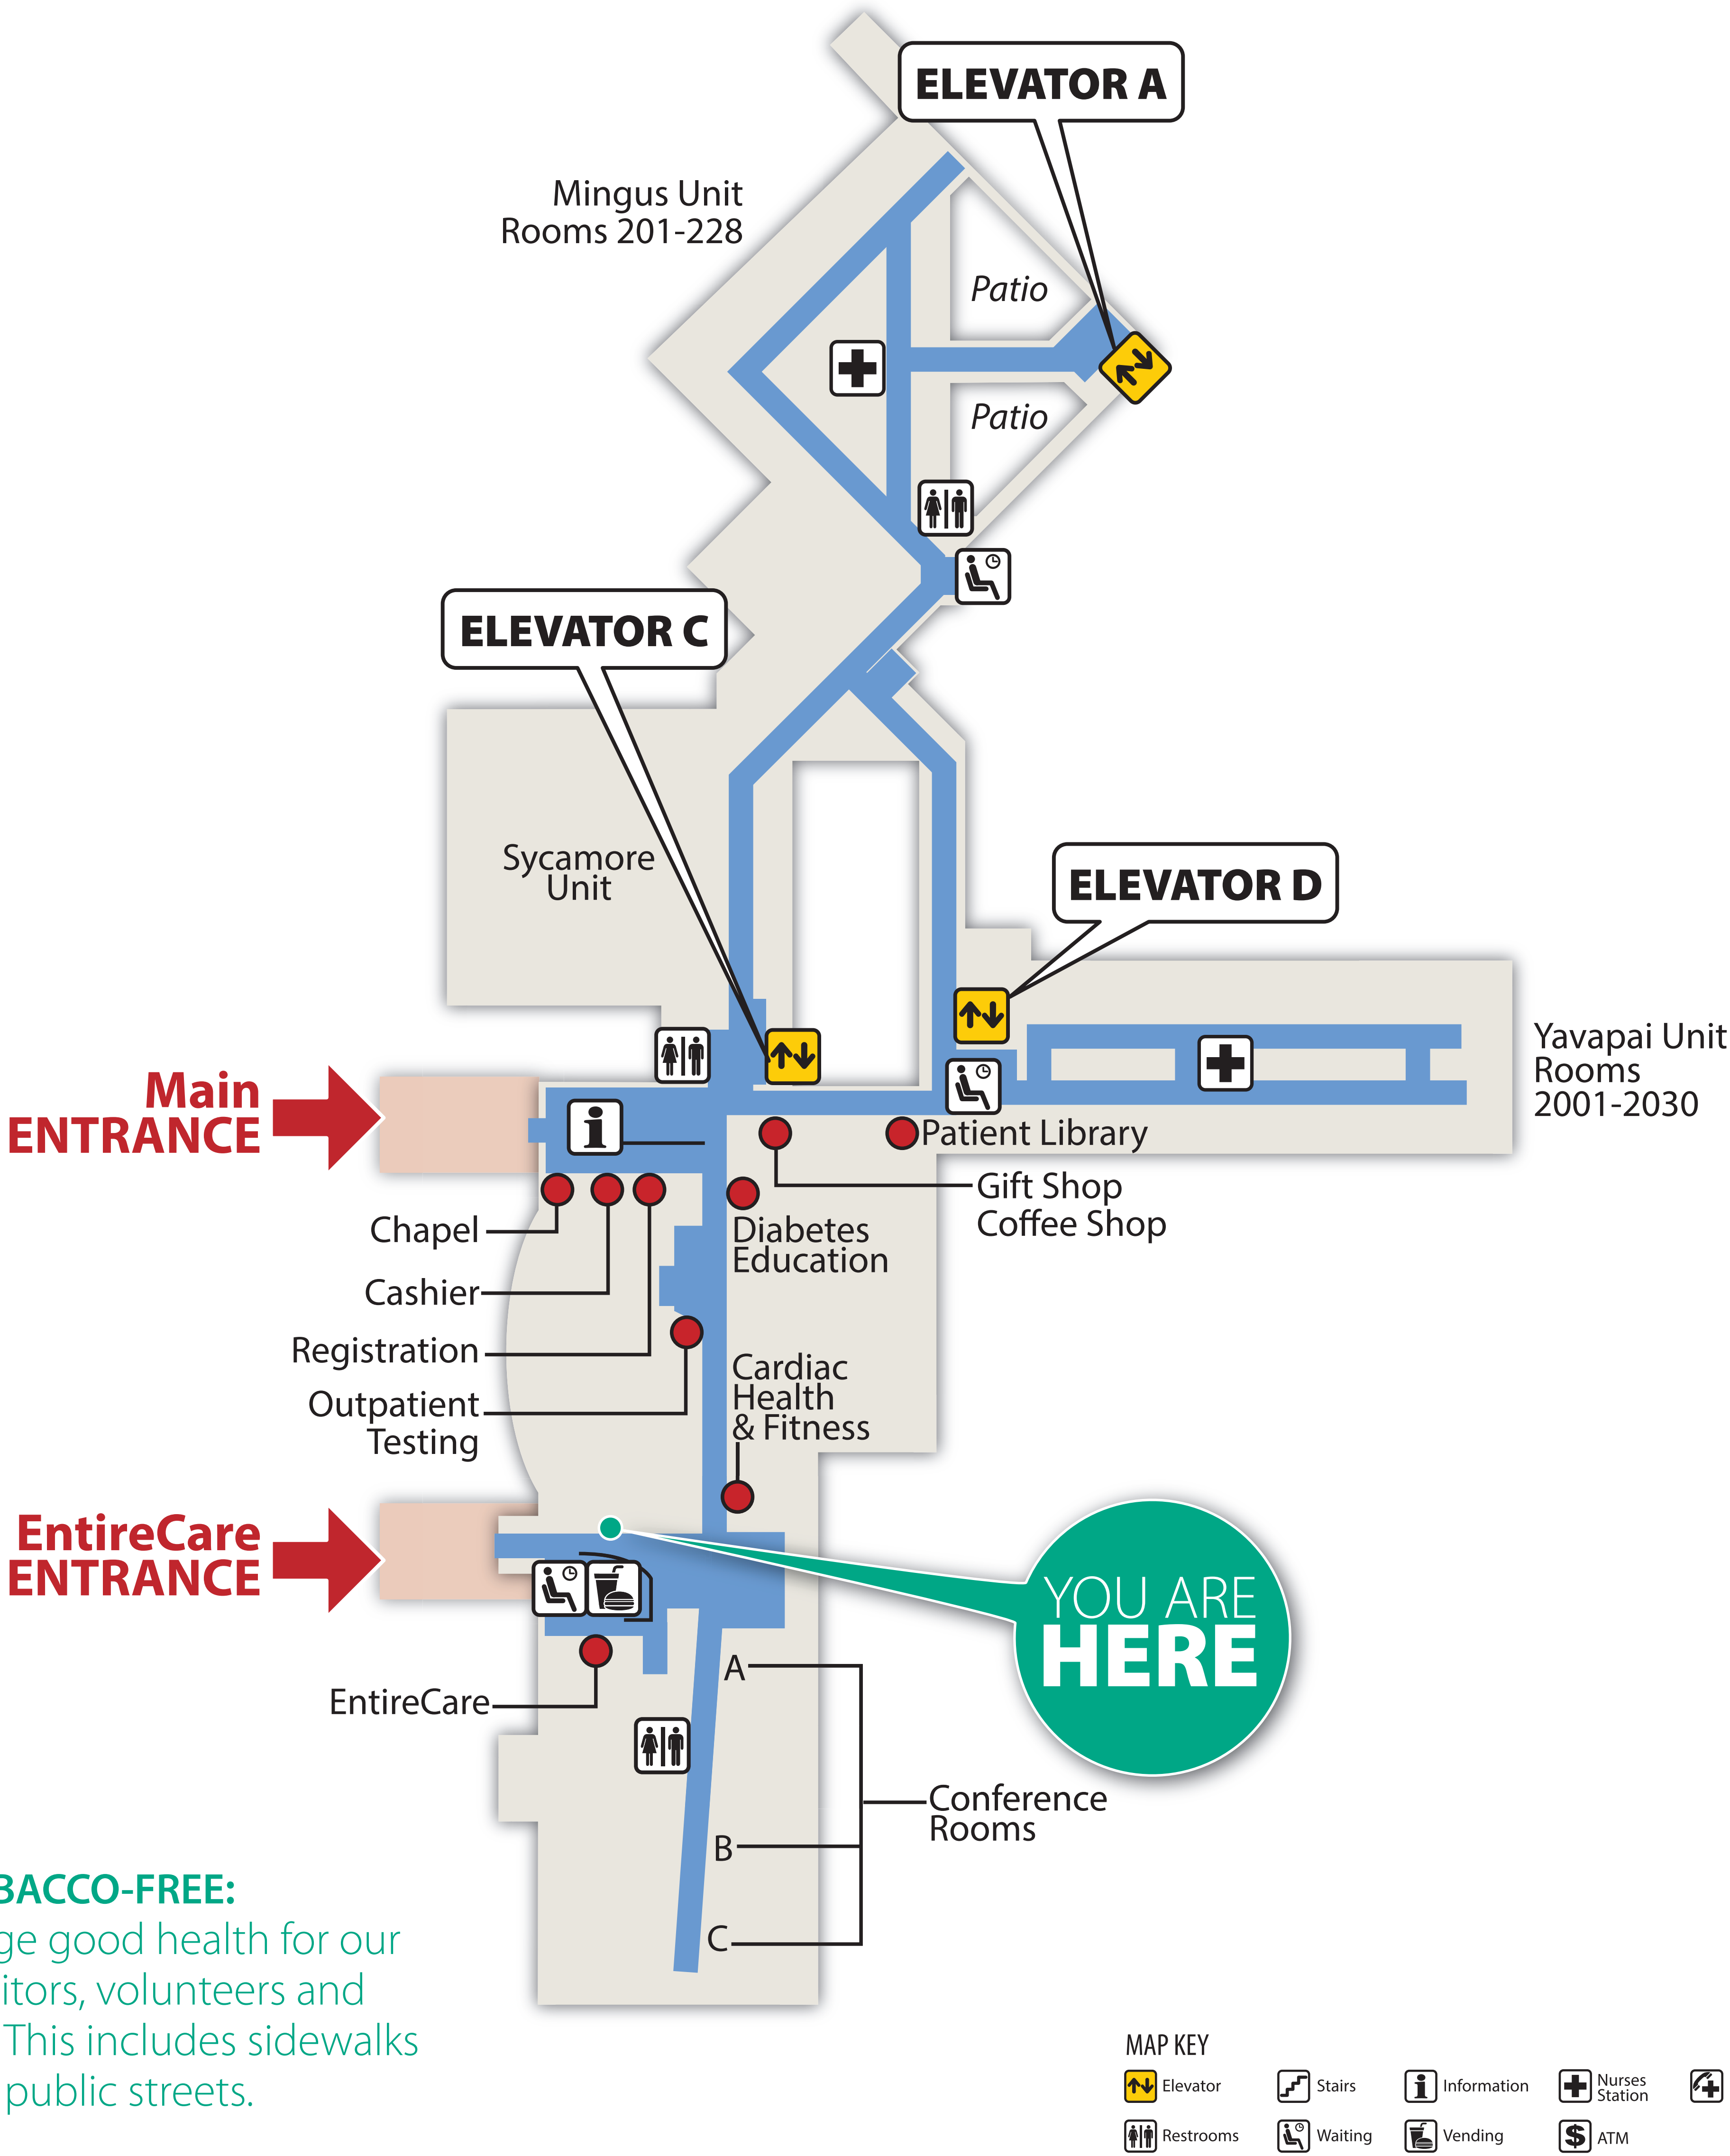 ELEVATOR A
Mingus Unit
Rooms 201-228
Patio
Patio
ELEVATOR C
Sycamore
Unit
ELEVATOR D
Yavapai Unit
Rooms
2001-2030
Main
ENTRANCE
i
Patient Library
Gift Shop
Coffee Shop
Chapel
Diabetes
Education
Cashier
Registration
Outpatient
Testing
Cardiac
Health
& Fitness
EntireCare
ENTRANCE
YOU ARE
HERE
EntireCare
A
B
C
Conference
Rooms
BACCO-FREE:
ge good health for our
itors, volunteers and
This includes sidewalks
public streets.
MAP KEY
Elevator
Stairs
i Information
Nurses
Station
Restrooms
Waiting
Vending
$ ATM